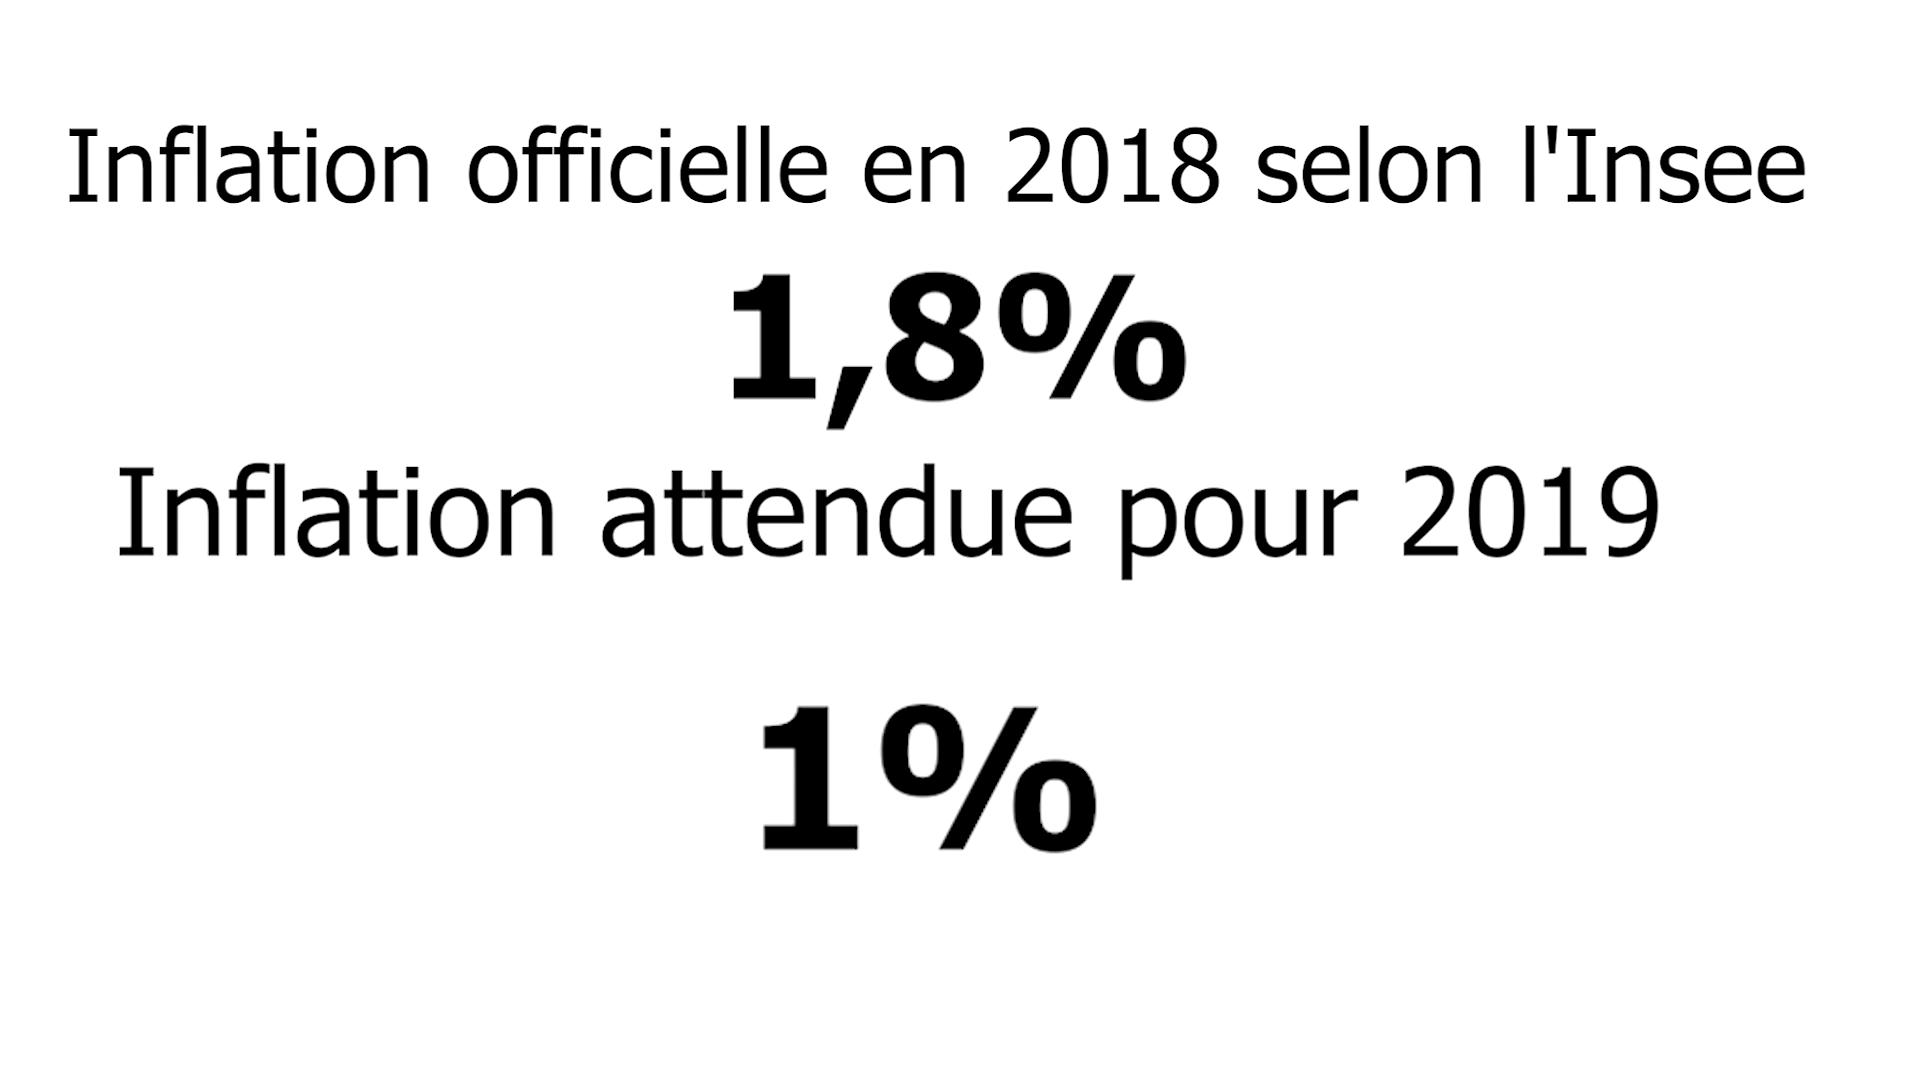 Inflation officielle en 2018 selon l'Insee
1,8%
Inflation attendue pour 2019
1%